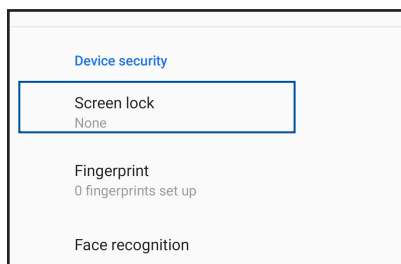 Device security
Screen lock
None
Fingerprint
0 fingerprints set up
Face recognition